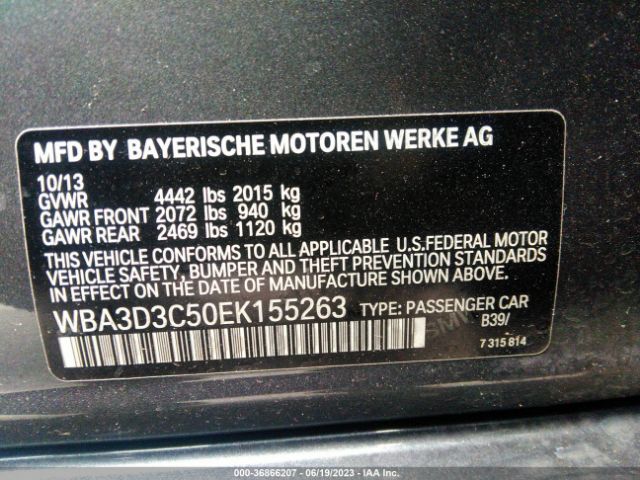 MFD BY BAYERISCHE MOTOREN WERKE AG
10/13
GVWR 4442 lbs 2015 kg
GAWR FRONT 2072 lbs 940 kg
GAWR REAR 2469 lbs 1120 kg
THIS VEHICLE CONFORMS TO ALL APPLICABLE U.S.FEDERAL MOTOR
VEHICLE SAFETY, BUMPER AND THEFT PREVENTION STANDARDS
IN EFFECT ON THE DATE OF MANUFACTURE SHOWN ABOVE.
WBA3D3C50EK155263 TYPE: PASSENGER CAR
B39/
7 315 814
000-36866207 - 06/19/2023 - IAA Inc.